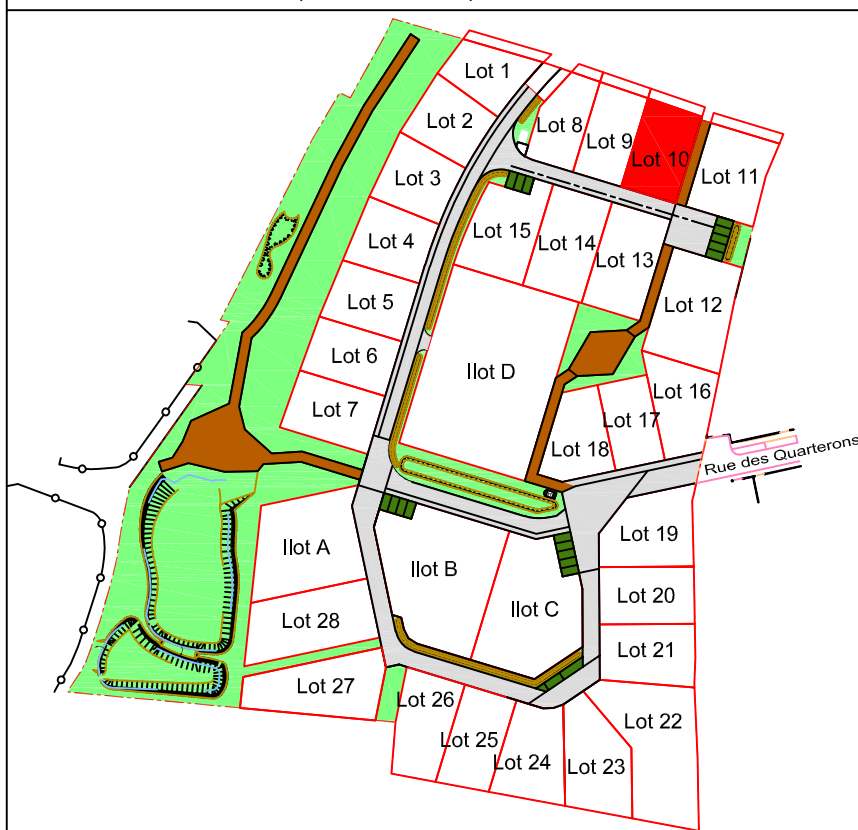 Lot 1
Lot 2
Lot 8
Lot 9
Lot 10
Lot 11
Lot 3
Lot 15
Lot 14
Lot 13
Lot 4
Lot 12
Lot 5
Lot 6
Ilot D
Lot 7
Lot 16
Lot 17
Lot 18
Rue des Quarterons
Lot 19
Ilot A
Ilot B
Ilot C
Lot 20
Lot 28
Lot 21
Lot 27
Lot 26
Lot 22
Lot 25
Lot 24
Lot 23